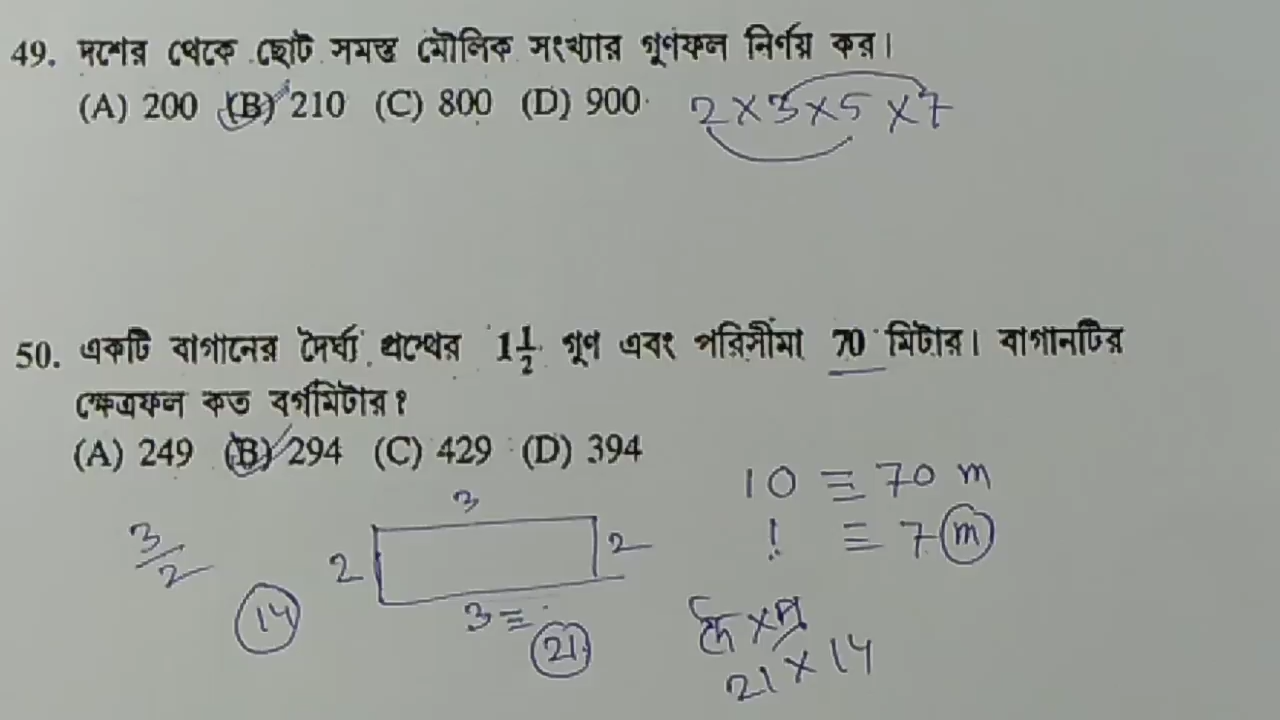 49. দশের থেকে ছোট সমস্ত মৌলিক সংখ্যার গুণফল নির্ণয় কর।
(A) 200 (B) 210 (C) 800 (D) 900
2 × 3 × 5 × 7
50. একটি বাগানের দৈর্ঘ্য প্রস্থের 1 1/2 গুণ এবং পরিসীমা 70 মিটার। বাগানটির
ক্ষেত্রফল কত বর্গমিটার?
(A) 249 (B) 294 (C) 429 (D) 394
10 ≡ 70 m
1 ≡ 7 m
3/2
3
2
2
3 ≡ 21
14
দৈ × প্র
21 × 14